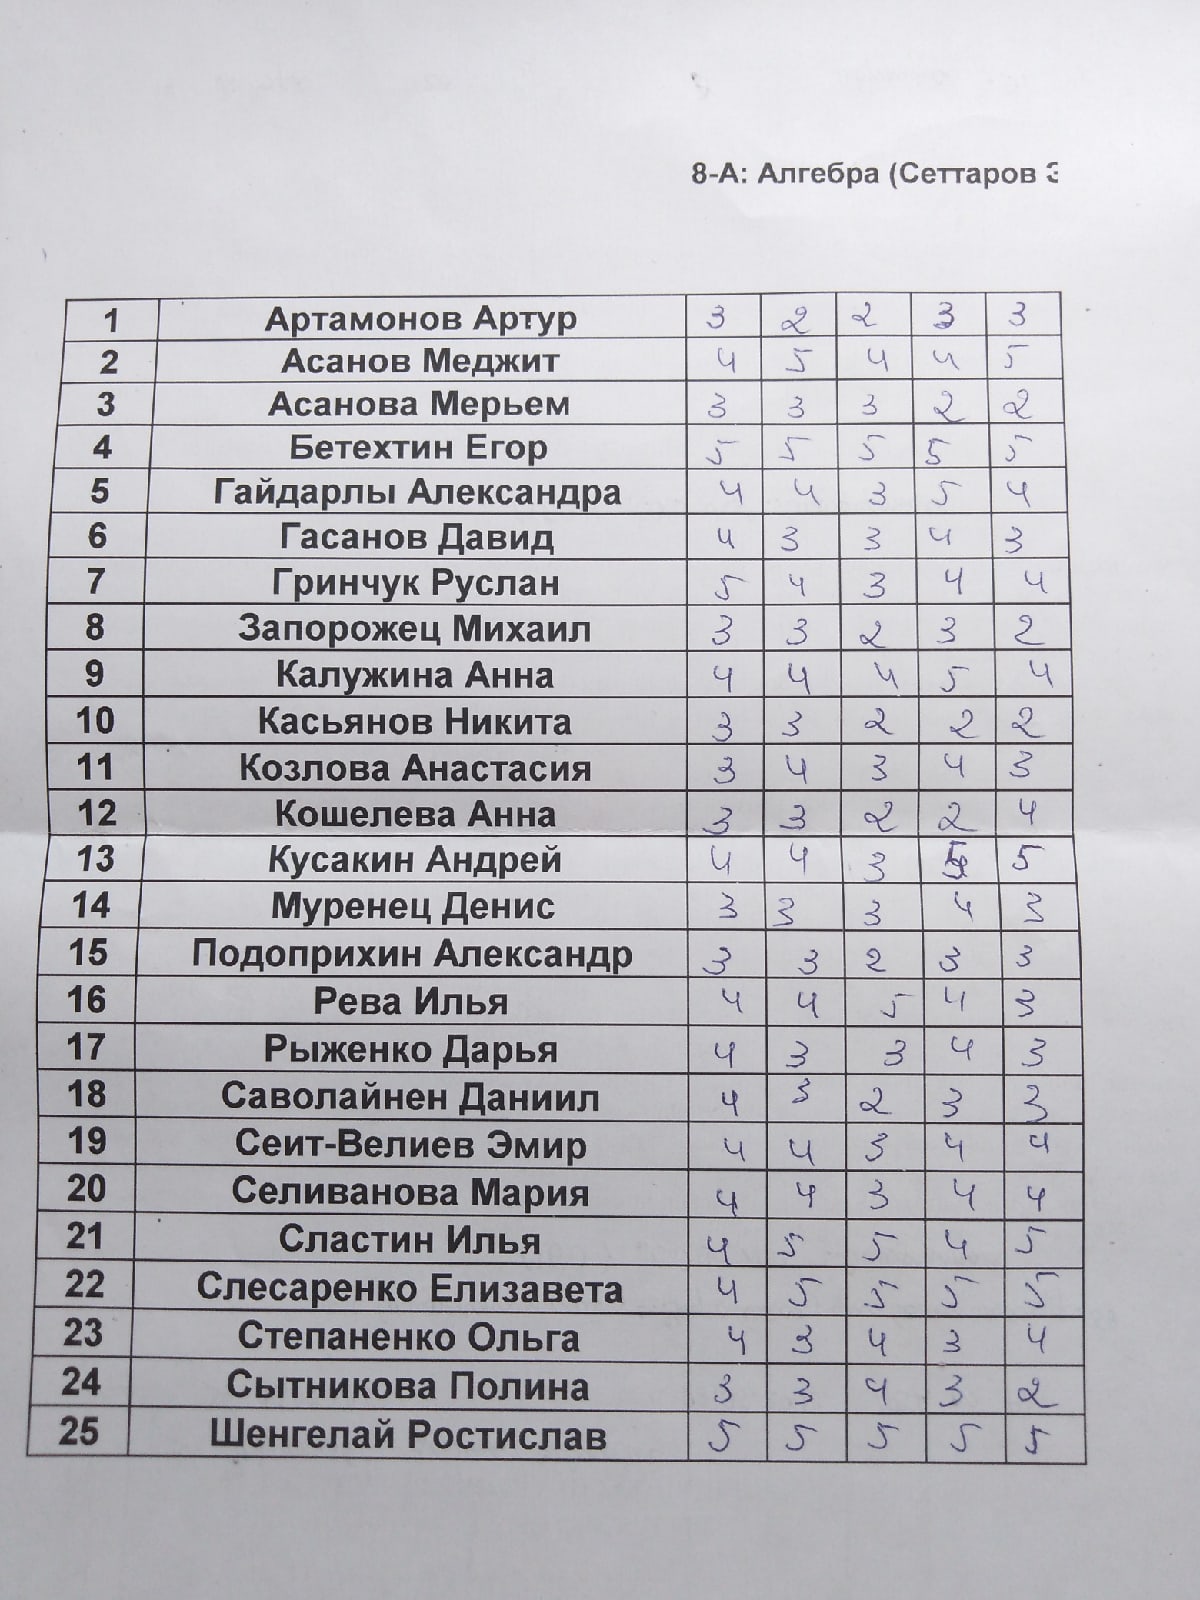 8-А: Алгебра (Сеттаров Э
1 Артамонов Артур 3 2 2 3 3
2 Асанов Меджит 4 5 4 4 5
3 Асанова Мерьем 3 3 3 2 2
4 Бетехтин Егор 5 5 5 5 5
5 Гайдарлы Александра 4 4 3 5 4
6 Гасанов Давид 4 3 3 4 3
7 Гринчук Руслан 5 4 3 4 4
8 Запорожец Михаил 3 3 2 3 2
9 Калужина Анна 4 4 4 5 4
10 Касьянов Никита 3 3 2 2 2
11 Козлова Анастасия 3 4 3 4 3
12 Кошелева Анна 3 3 2 2 4
13 Кусакин Андрей 4 4 3 5 5
14 Муренец Денис 3 3 3 4 3
15 Подоприхин Александр 3 3 2 3 3
16 Рева Илья 4 4 5 4 3
17 Рыженко Дарья 4 3 3 4 3
18 Саволайнен Даниил 4 3 2 3 3
19 Сеит-Велиев Эмир 4 4 3 4 4
20 Селиванова Мария 4 4 3 4 4
21 Сластин Илья 4 5 5 4 5
22 Слесаренко Елизавета 4 5 5 5 5
23 Степаненко Ольга 4 3 4 3 4
24 Сытникова Полина 3 3 4 3 2
25 Шенгелай Ростислав 5 5 5 5 5